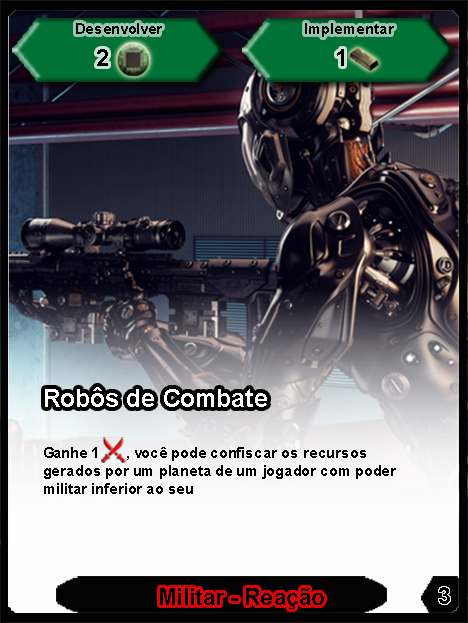 Desenvolver
2
Implementar
1
Robôs de Combate
Ganhe 1 , você pode confiscar os recursos
gerados por um planeta de um jogador com poder
militar inferior ao seu
Militar - Reação
3